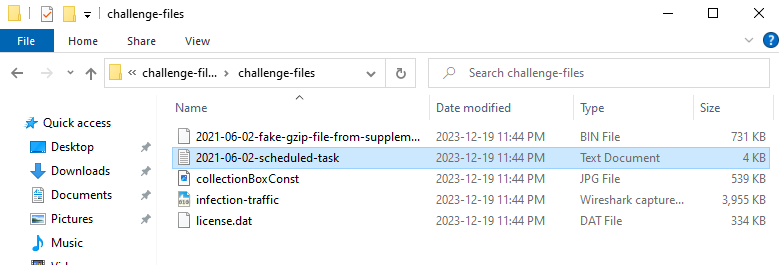 challenge-files
File Home Share View
challenge-fil... challenge-files Search challenge-files
Name Date modified Type Size
Quick access
Desktop
Downloads
Documents
Pictures
Music
2021-06-02-fake-gzip-file-from-supplem... 2023-12-19 11:44 PM BIN File 731 KB
2021-06-02-scheduled-task 2023-12-19 11:44 PM Text Document 4 KB
collectionBoxConst 2023-12-19 11:44 PM JPG File 539 KB
infection-traffic 2023-12-19 11:44 PM Wireshark capture... 3,955 KB
license.dat 2023-12-19 11:44 PM DAT File 334 KB